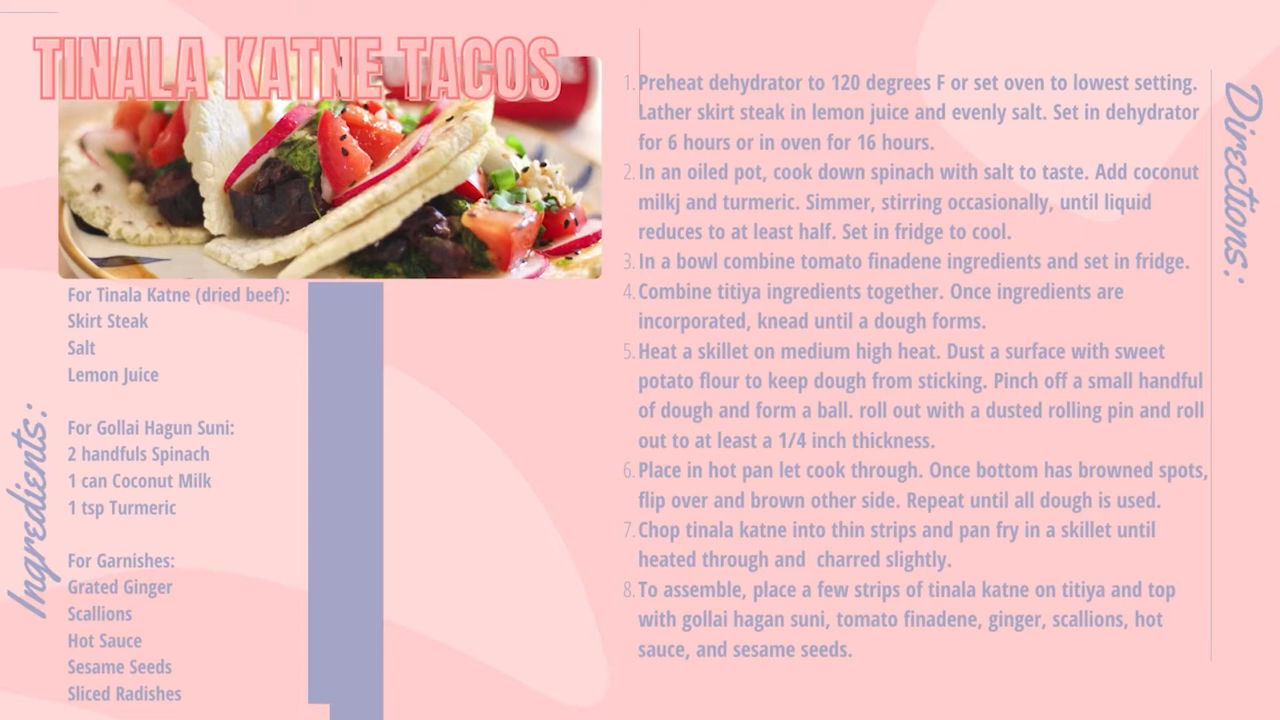 TINALA KATNE TACOS
Ingredients:
For Tinala Katne (dried beef):
Skirt Steak
Salt
Lemon Juice
For Gollai Hagun Suni:
2 handfuls Spinach
1 can Coconut Milk
1 tsp Turmeric
For Garnishes:
Grated Ginger
Scallions
Hot Sauce
Sesame Seeds
Sliced Radishes
Directions:
1. Preheat dehydrator to 120 degrees F or set oven to lowest setting.
Lather skirt steak in lemon juice and evenly salt. Set in dehydrator
for 6 hours or in oven for 16 hours.
2. In an oiled pot, cook down spinach with salt to taste. Add coconut
milkj and turmeric. Simmer, stirring occasionally, until liquid
reduces to at least half. Set in fridge to cool.
3. In a bowl combine tomato finadene ingredients and set in fridge.
4. Combine titiya ingredients together. Once ingredients are
incorporated, knead until a dough forms.
5. Heat a skillet on medium high heat. Dust a surface with sweet
potato flour to keep dough from sticking. Pinch off a small handful
of dough and form a ball. roll out with a dusted rolling pin and roll
out to at least a 1/4 inch thickness.
6. Place in hot pan let cook through. Once bottom has browned spots,
flip over and brown other side. Repeat until all dough is used.
7. Chop tinala katne into thin strips and pan fry in a skillet until
heated through and  charred slightly.
8. To assemble, place a few strips of tinala katne on titiya and top
with gollai hagan suni, tomato finadene, ginger, scallions, hot
sauce, and sesame seeds.